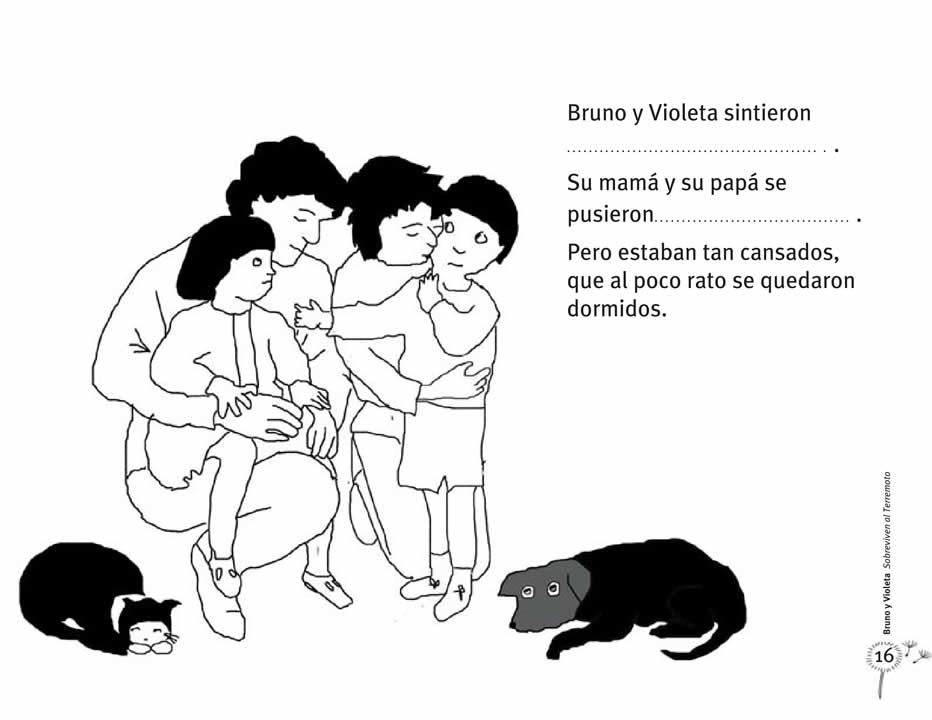 Bruno y Violeta sintieron
............................................... . .
Su mamá y su papá se
pusieron.................................... .
Pero estaban tan cansados,
que al poco rato se quedaron
dormidos.
Bruno y Violeta Sobreviven al Terremoto
16